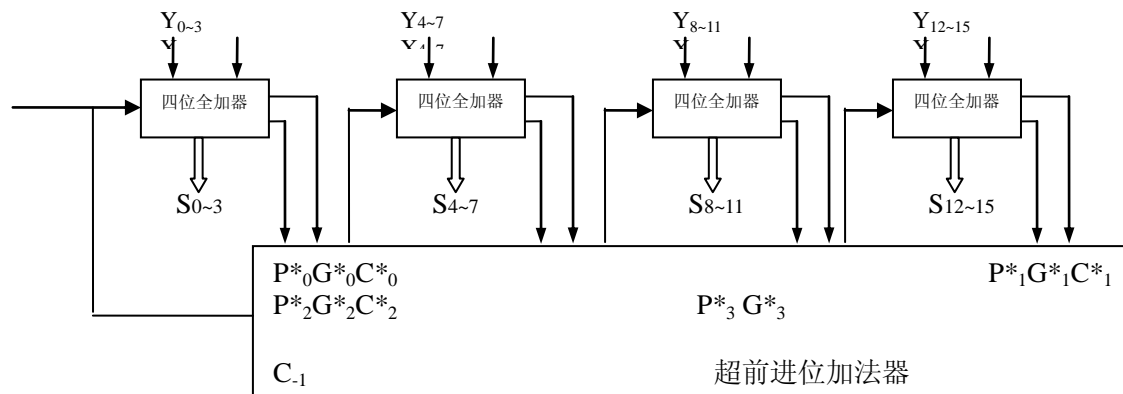 Y0~3 Y4~7 Y8~11 Y12~15
四位全加器 四位全加器 四位全加器 四位全加器
S0~3 S4~7 S8~11 S12~15
P*0G*0C*0 P*1G*1C*1
P*2G*2C*2 P*3 G*3
C-1 超前进位加法器